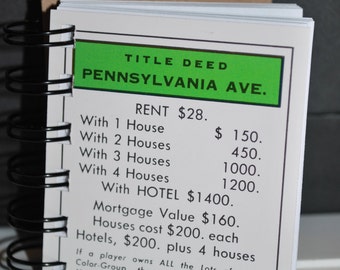 TITLE DEED
PENNSYLVANIA AVE.
RENT $28.
With 1 House $ 150.
With 2 Houses 450.
With 3 Houses 1000.
With 4 Houses 1200.
With HOTEL $1400.
Mortgage Value $160.
Houses cost $200. each
Hotels, $200. plus 4 houses
If a player owns ALL the
Color-Group, the